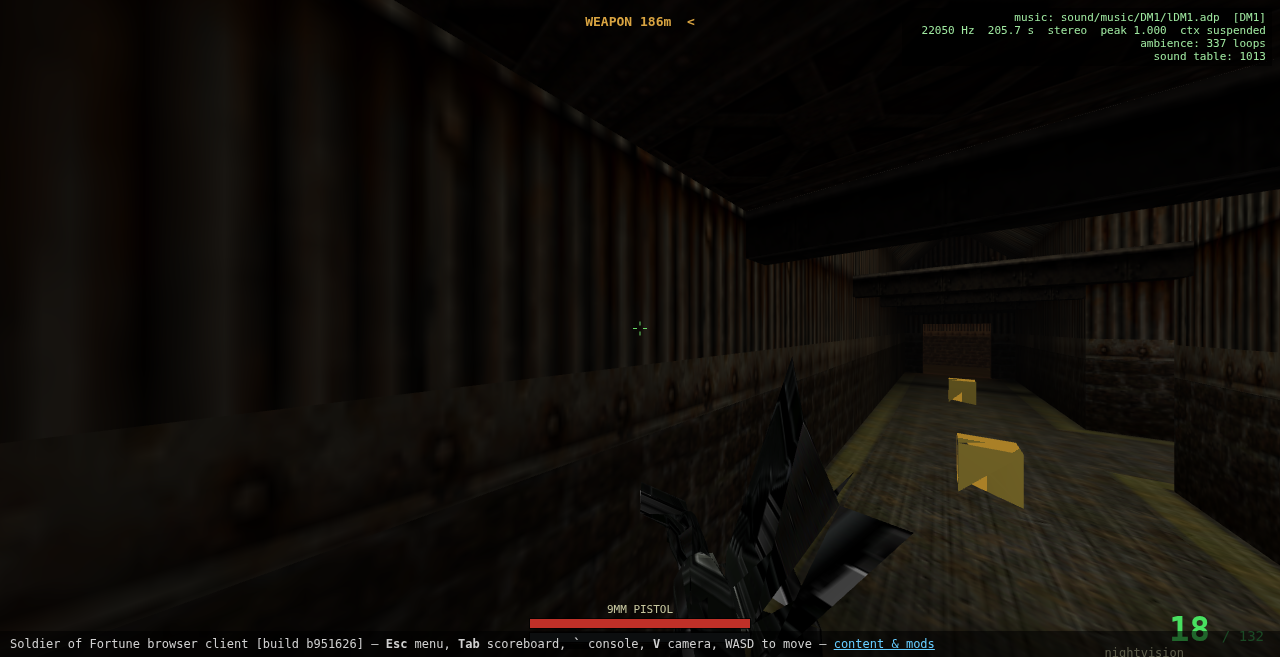 WEAPON 186m <
music: sound/music/DM1/lDM1.adp [DM1]
22050 Hz 205.7 s stereo peak 1.000 ctx suspended
ambience: 337 loops
sound table: 1013
9MM PISTOL
18 / 132
Soldier of Fortune browser client [build b951626] — Esc menu, Tab scoreboard, ` console, V camera, WASD to move — content & mods
nightvision